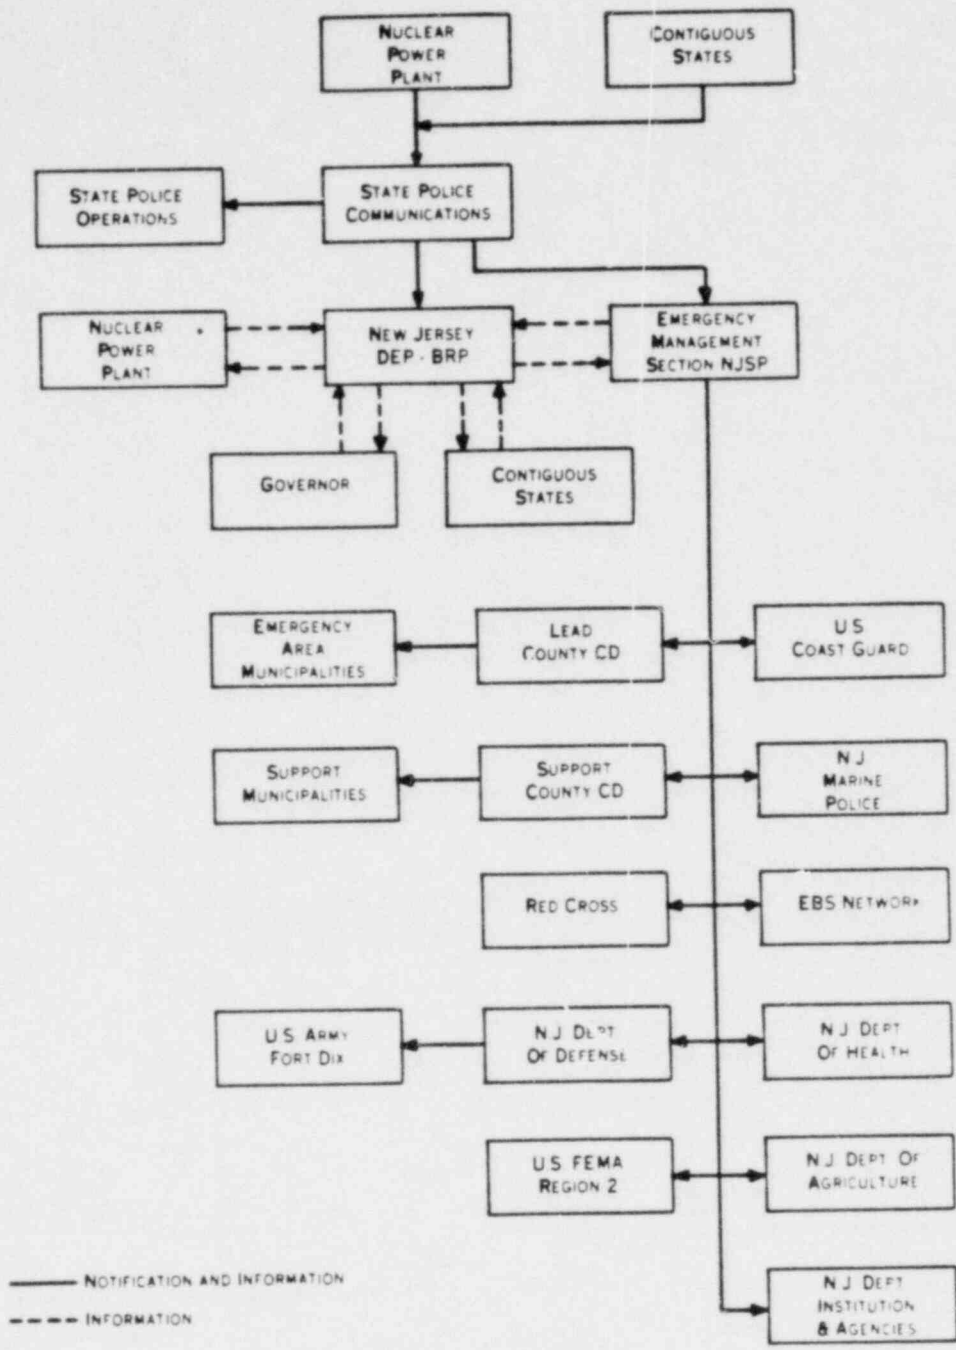 NUCLEAR
POWER
PLANT
CONTIGUOUS
STATES
STATE POLICE
OPERATIONS
STATE POLICE
COMMUNICATIONS
NUCLEAR
POWER
PLANT
NEW JERSEY
DEP - BRP
EMERGENCY
MANAGEMENT
SECTION NJSP
GOVERNOR
CONTIGUOUS
STATES
EMERGENCY
AREA
MUNICIPALITIES
LEAD
COUNTY CD
U S
COAST GUARD
SUPPORT
MUNICIPALITIES
SUPPORT
COUNTY CD
N J
MARINE
POLICE
RED CROSS
EBS NETWORK
U.S. ARMY
FORT DIX
N.J. DEPT
OF DEFENSE
N.J. DEPT
OF HEALTH
U.S. FEMA
REGION 2
N.J. DEPT OF
AGRICULTURE
N.J. DEPT
INSTITUTION
& AGENCIES
NOTIFICATION AND INFORMATION
INFORMATION